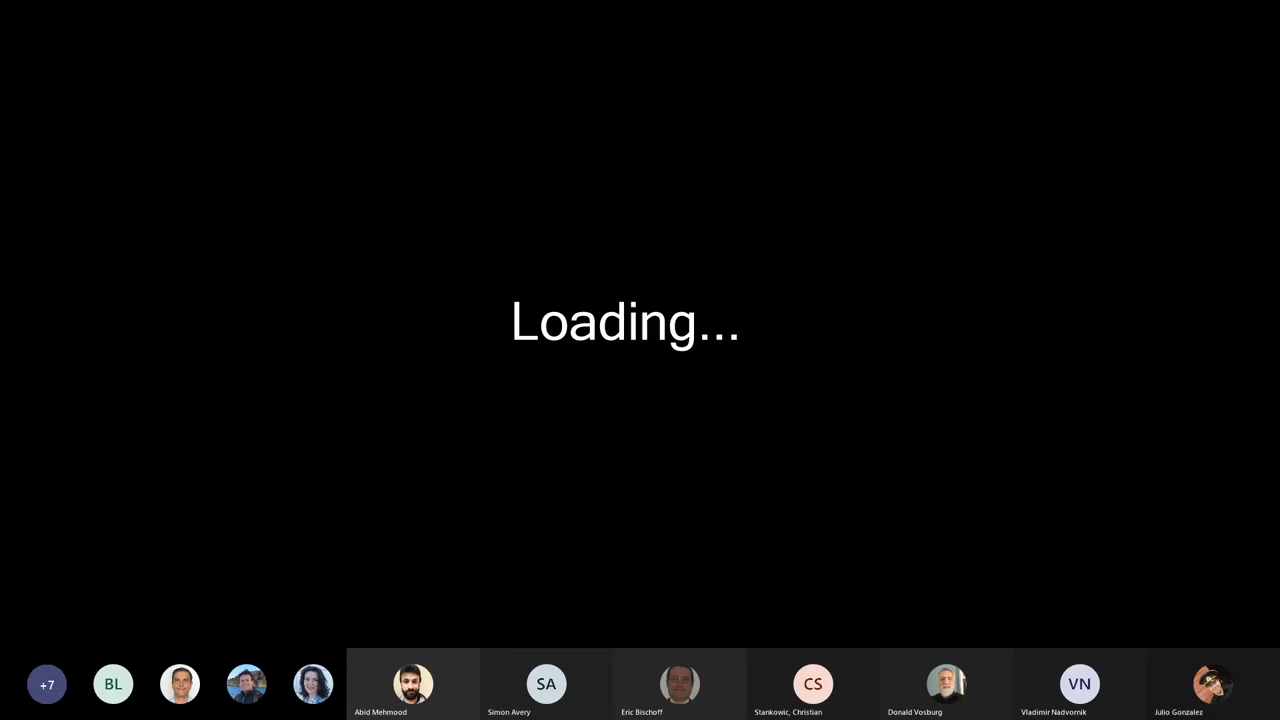 Loading...
+7
BL
SA
CS
VN
Abid Mehmood
Simon Avery
Eric Bischoff
Stankowic, Christian
Donald Vosburg
Vladimir Nadvornik
Julio Gonzalez